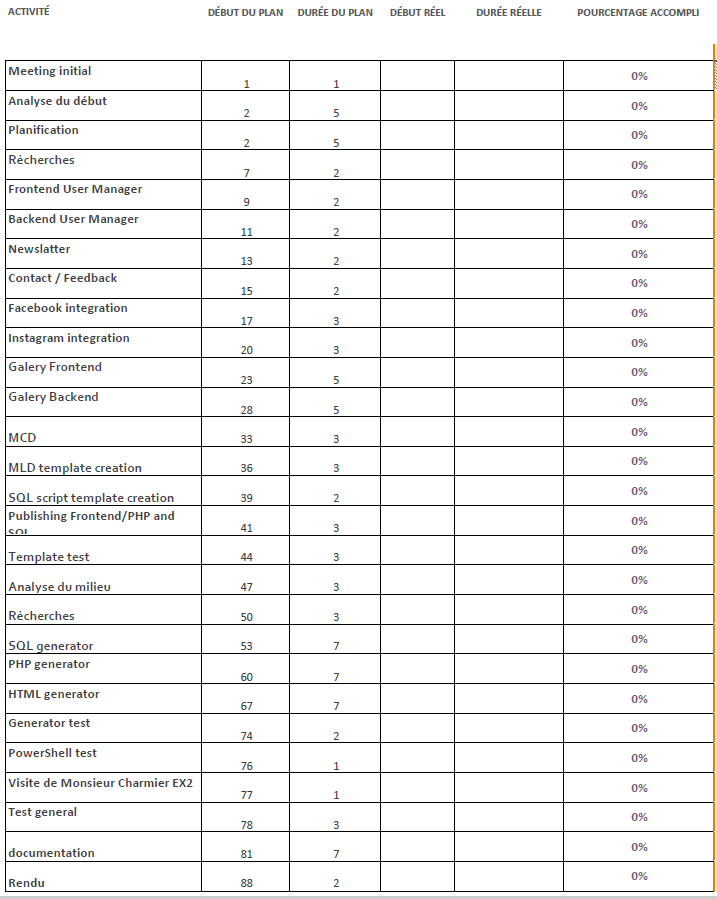 ACTIVITÉ DÉBUT DU PLAN DURÉE DU PLAN DÉBUT RÉEL DURÉE RÉELLE POURCENTAGE ACCOMPLI
Meeting initial 1 1 0%
Analyse du début 2 5 0%
Planification 2 5 0%
Récherches 7 2 0%
Frontend User Manager 9 2 0%
Backend User Manager 11 2 0%
Newslatter 13 2 0%
Contact / Feedback 15 2 0%
Facebook integration 17 3 0%
Instagram integration 20 3 0%
Galery Frontend 23 5 0%
Galery Backend 28 5 0%
MCD 33 3 0%
MLD template creation 36 3 0%
SQL script template creation 39 2 0%
Publishing Frontend/PHP and
SQL 41 3 0%
Template test 44 3 0%
Analyse du milieu 47 3 0%
Récherches 50 3 0%
SQL generator 53 7 0%
PHP generator 60 7 0%
HTML generator 67 7 0%
Generator test 74 2 0%
PowerShell test 76 1 0%
Visite de Monsieur Charmier EX2 77 1 0%
Test general 78 3 0%
documentation 81 7 0%
Rendu 88 2 0%